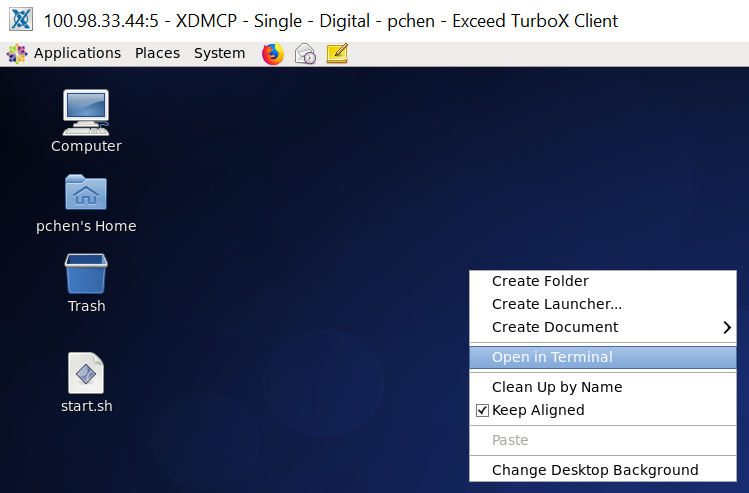 100.98.33.44:5 - XDMCP - Single - Digital - pchen - Exceed TurboX Client
Applications Places System
Computer
pchen's Home
Trash
start.sh
Create Folder
Create Launcher...
Create Document
Open in Terminal
Clean Up by Name
Keep Aligned
Paste
Change Desktop Background